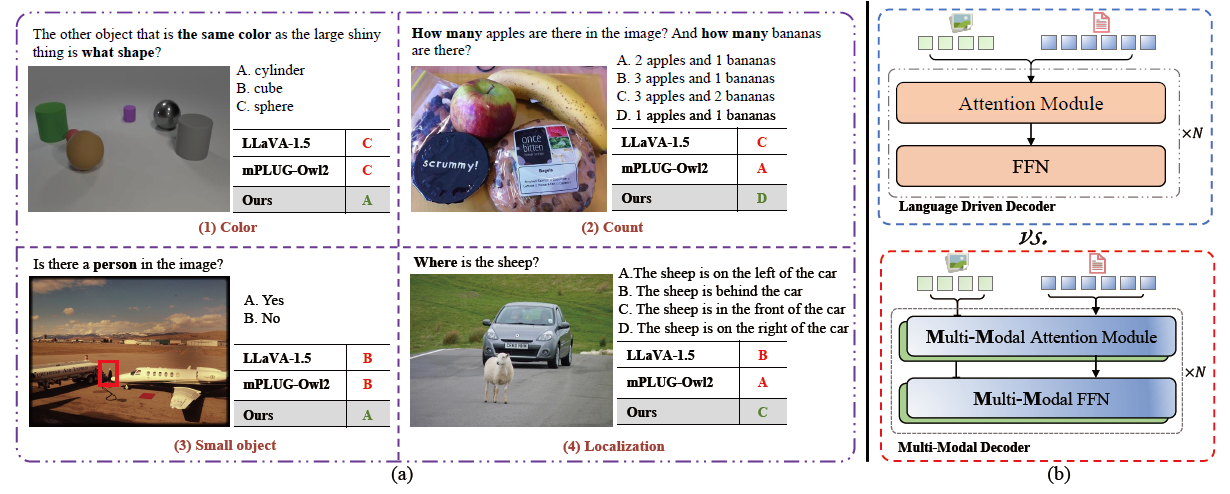 The other object that is the same color as the large shiny
thing is what shape?
A. cylinder
B. cube
C. sphere
LLaVA-1.5 C
mPLUG-Owl2 C
Ours A
(1) Color
How many apples are there in the image? And how many bananas
are there?
A. 2 apples and 1 bananas
B. 3 apples and 1 bananas
C. 3 apples and 2 bananas
D. 1 apples and 1 bananas
scrummy!
once
bitten
Bagels
LLaVA-1.5 C
mPLUG-Owl2 A
Ours D
(2) Count
Is there a person in the image?
A. Yes
B. No
LLaVA-1.5 B
mPLUG-Owl2 B
Ours A
(3) Small object
Where is the sheep?
A.The sheep is on the left of the car
B. The sheep is behind the car
C. The sheep is in the front of the car
D. The sheep is on the right of the car
LLaVA-1.5 B
mPLUG-Owl2 A
Ours C
(4) Localization
(a)
Attention Module
FFN
×N
Language Driven Decoder
vs.
Multi-Modal Attention Module
Multi-Modal FFN
×N
Multi-Modal Decoder
(b)